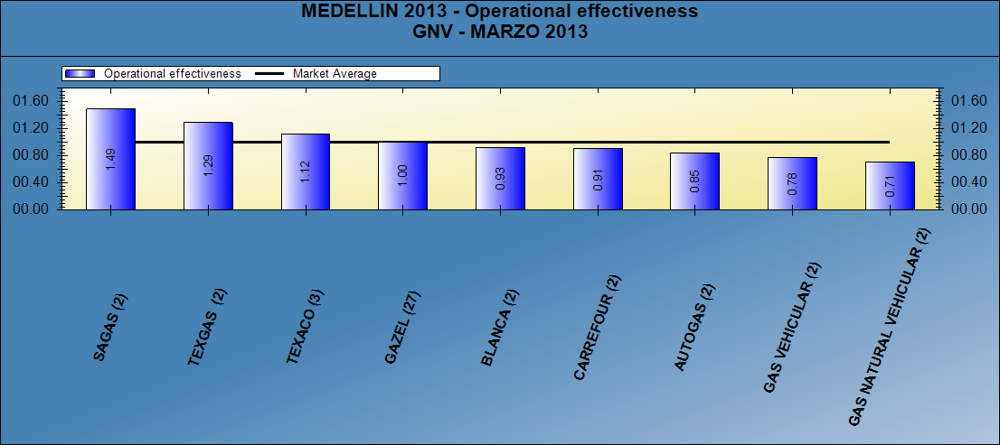 MEDELLIN 2013 - Operational effectiveness
GNV - MARZO 2013
Operational effectiveness Market Average
01.60 01.60
01.20 01.20
00.80 00.80
00.40 00.40
00.00 00.00
1.49 1.29 1.12 1.00 0.93 0.91 0.85 0.78 0.71
SAGAS (2)
TEXGAS (2)
TEXACO (3)
GAZEL (27)
BLANCA (2)
CARREFOUR (2)
AUTOGAS (2)
GAS VEHICULAR (2)
GAS NATURAL VEHICULAR (2)